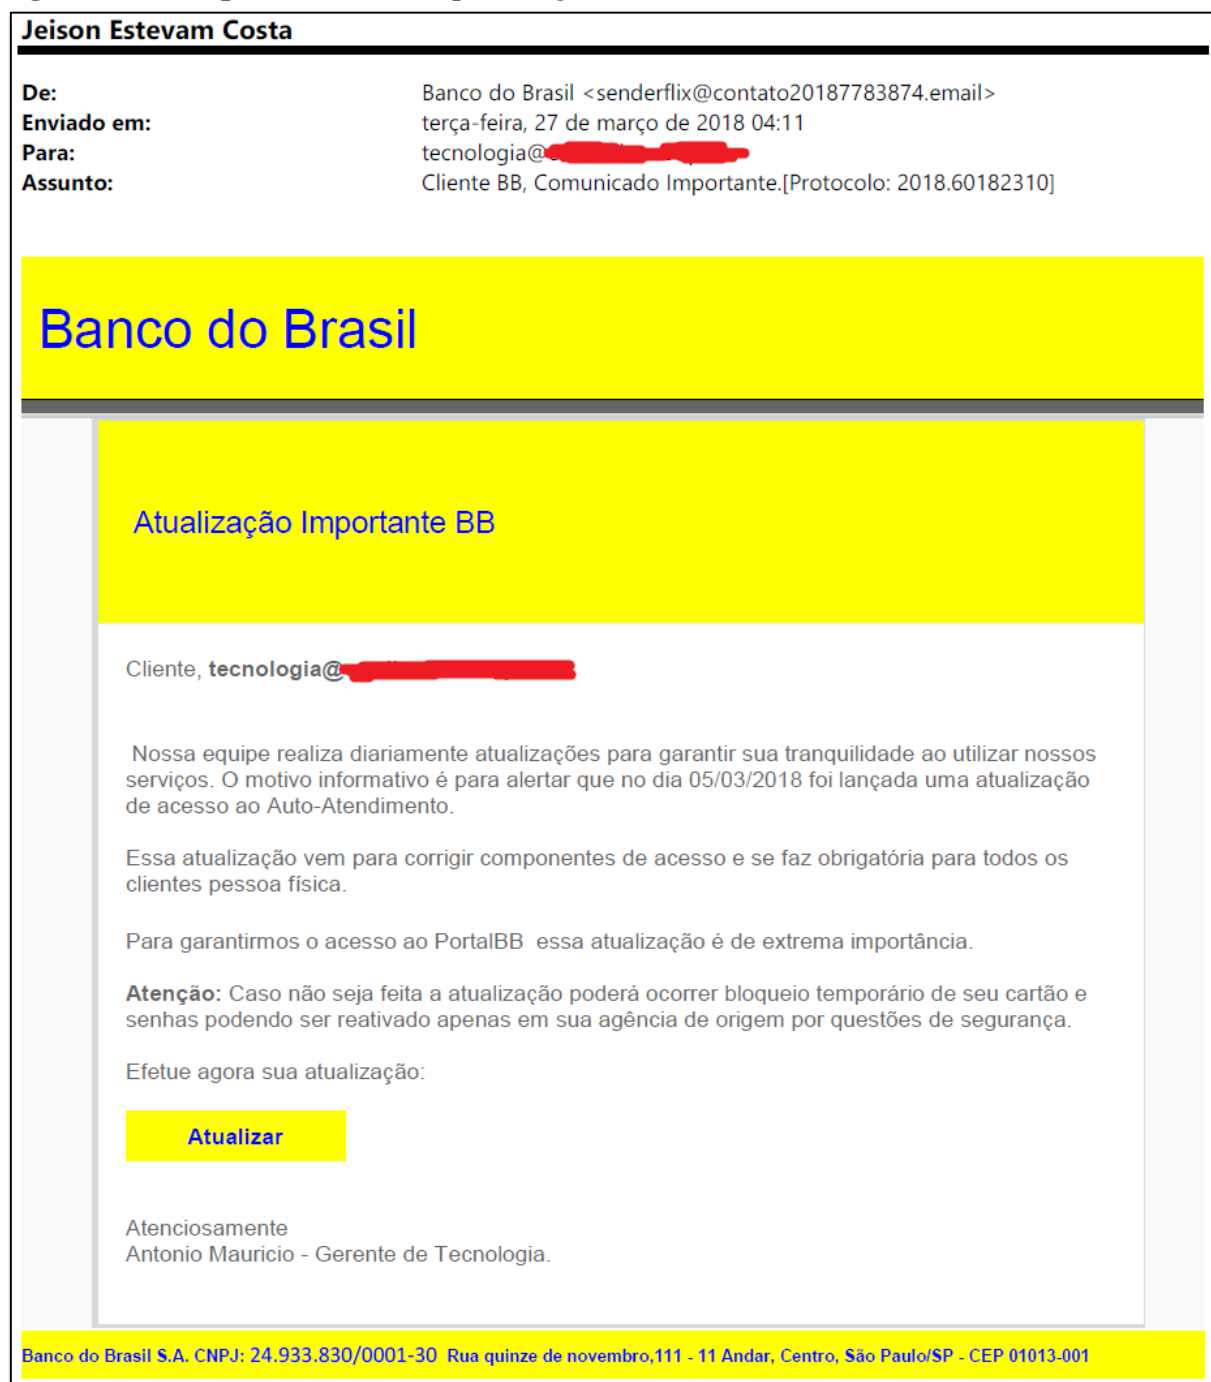 Jeison Estevam Costa
De: Banco do Brasil <senderflix@contato20187783874.email>
Enviado em: terça-feira, 27 de março de 2018 04:11
Para: tecnologia@
Assunto: Cliente BB, Comunicado Importante.[Protocolo: 2018.60182310]
Banco do Brasil
Atualização Importante BB
Cliente, tecnologia@
Nossa equipe realiza diariamente atualizações para garantir sua tranquilidade ao utilizar nossos
serviços. O motivo informativo é para alertar que no dia 05/03/2018 foi lançada uma atualização
de acesso ao Auto-Atendimento.
Essa atualização vem para corrigir componentes de acesso e se faz obrigatória para todos os
clientes pessoa física.
Para garantirmos o acesso ao PortalBB essa atualização é de extrema importância.
Atenção: Caso não seja feita a atualização poderá ocorrer bloqueio temporário de seu cartão e
senhas podendo ser reativado apenas em sua agência de origem por questões de segurança.
Efetue agora sua atualização:
Atualizar
Atenciosamente
Antonio Mauricio - Gerente de Tecnologia.
Banco do Brasil S.A. CNPJ: 24.933.830/0001-30 Rua quinze de novembro,111 - 11 Andar, Centro, São Paulo/SP - CEP 01013-001